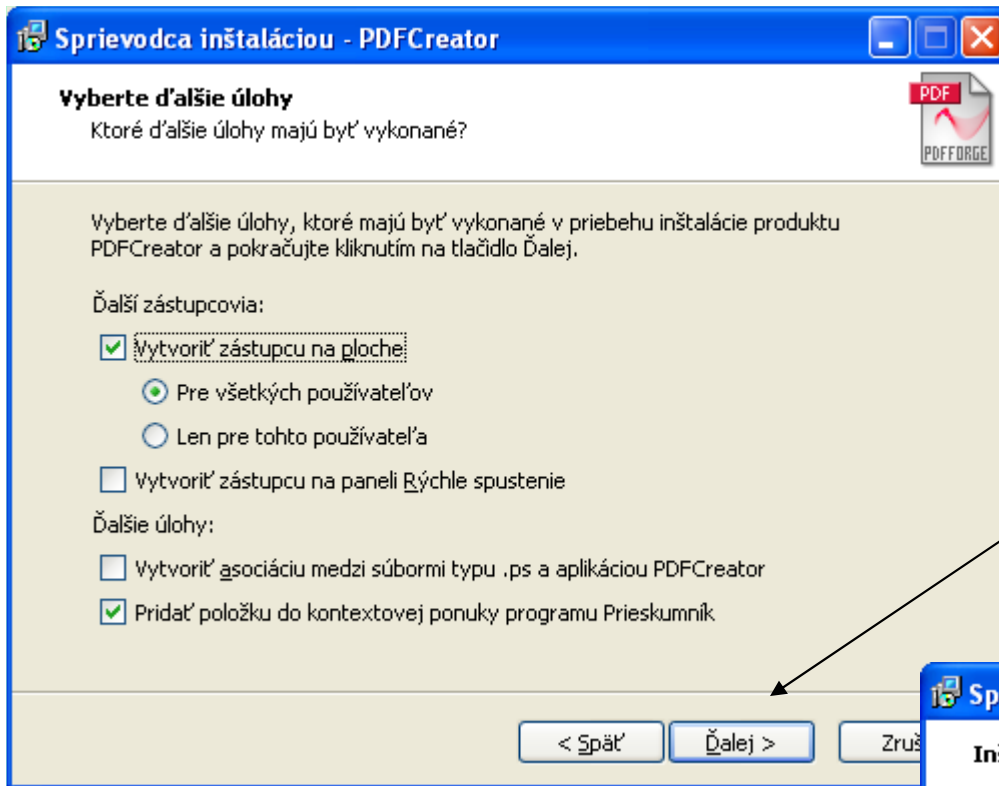 Sprievodca inštaláciou - PDFCreator
Vyberte ďalšie úlohy
Ktoré ďalšie úlohy majú byť vykonané?
PDF
PDFFORGE
Vyberte ďalšie úlohy, ktoré majú byť vykonané v priebehu inštalácie produktu
PDFCreator a pokračujte kliknutím na tlačidlo Ďalej.
Ďalší zástupcovia:
Vytvoriť zástupcu na ploche
Pre všetkých používateľov
Len pre tohto používateľa
Vytvoriť zástupcu na paneli Rýchle spustenie
Ďalšie úlohy:
Vytvoriť asociáciu medzi súbormi typu .ps a aplikáciou PDFCreator
Pridať položku do kontextovej ponuky programu Prieskumník
< Späť Ďalej >